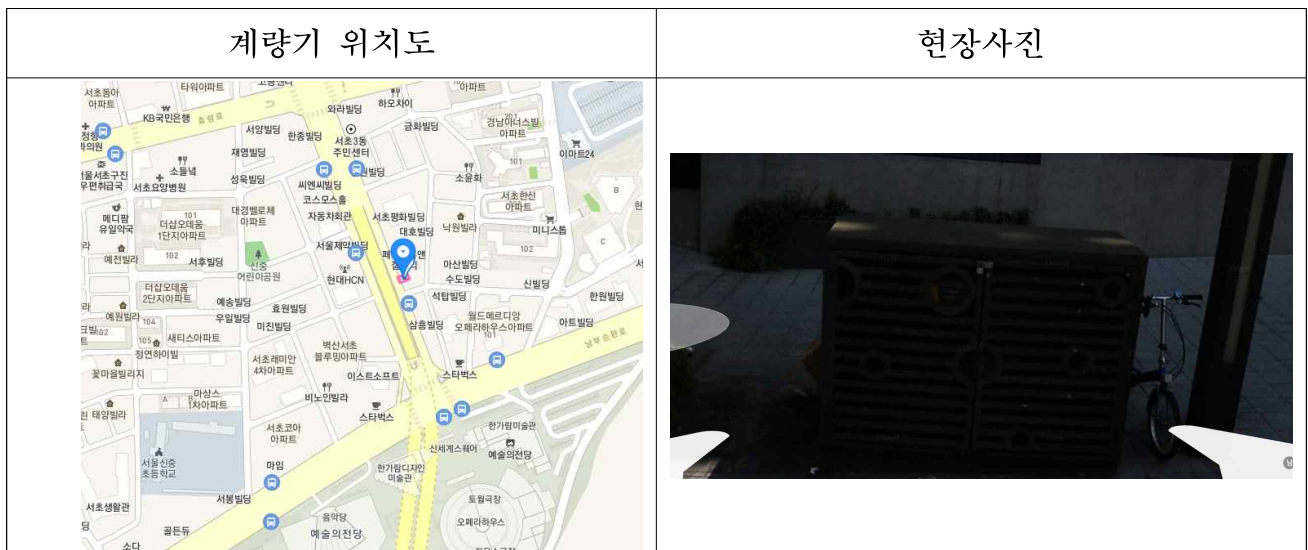 계량기 위치도
현장사진
서초동아
아파트
타워아파트
KB국민은행
효령로
외라빌딩
하오차이
아파트
서양빌딩
한종빌딩
서초3동
주민센터
금화빌딩
경남아너스빌
아파트
이마트24
재영빌딩
소들녘
서초요양병원
성욱빌딩
씨엔씨빌딩
코스모스홀
소윤화
101
서초한신
아파트
B
메디팜
유일약국
101
더샵오데움
1단지아파트
대경벨로체
아파트
자동차회관
서초평화빌딩
대호빌딩
낙원빌라
미니스톱
C
예전빌라
102
서후빌딩
신중
어린이공원
서울제약빌딩
현대HCN
아산빌딩
수도빌딩
102
신빌딩
더샵오데움
2단지아파트
예송빌딩
우일빌딩
효원빌딩
석탑빌딩
한원빌딩
예원빌라
104
102
105
새티스아파트
미진빌딩
삼흥빌딩
월드메르디앙
오페라하우스아파트
101
아트빌딩
남부순환로
정연하이빌
꽃마을빌리지
서초래미안
4차아파트
벽산서초
블루밍아파트
이스트소프트
스타벅스
태양빌라
A
마상스
1차아파트
비노인빌라
스타벅스
서초코아
아파트
한가람미술관
예술의전당
신세계스퀘어
서울신중
초등학교
마임
한가람디자인
미술관
서초생활관
서봉빌딩
토월극장
골든듀
음악당
예술의전당
오페라하우스
소다
남